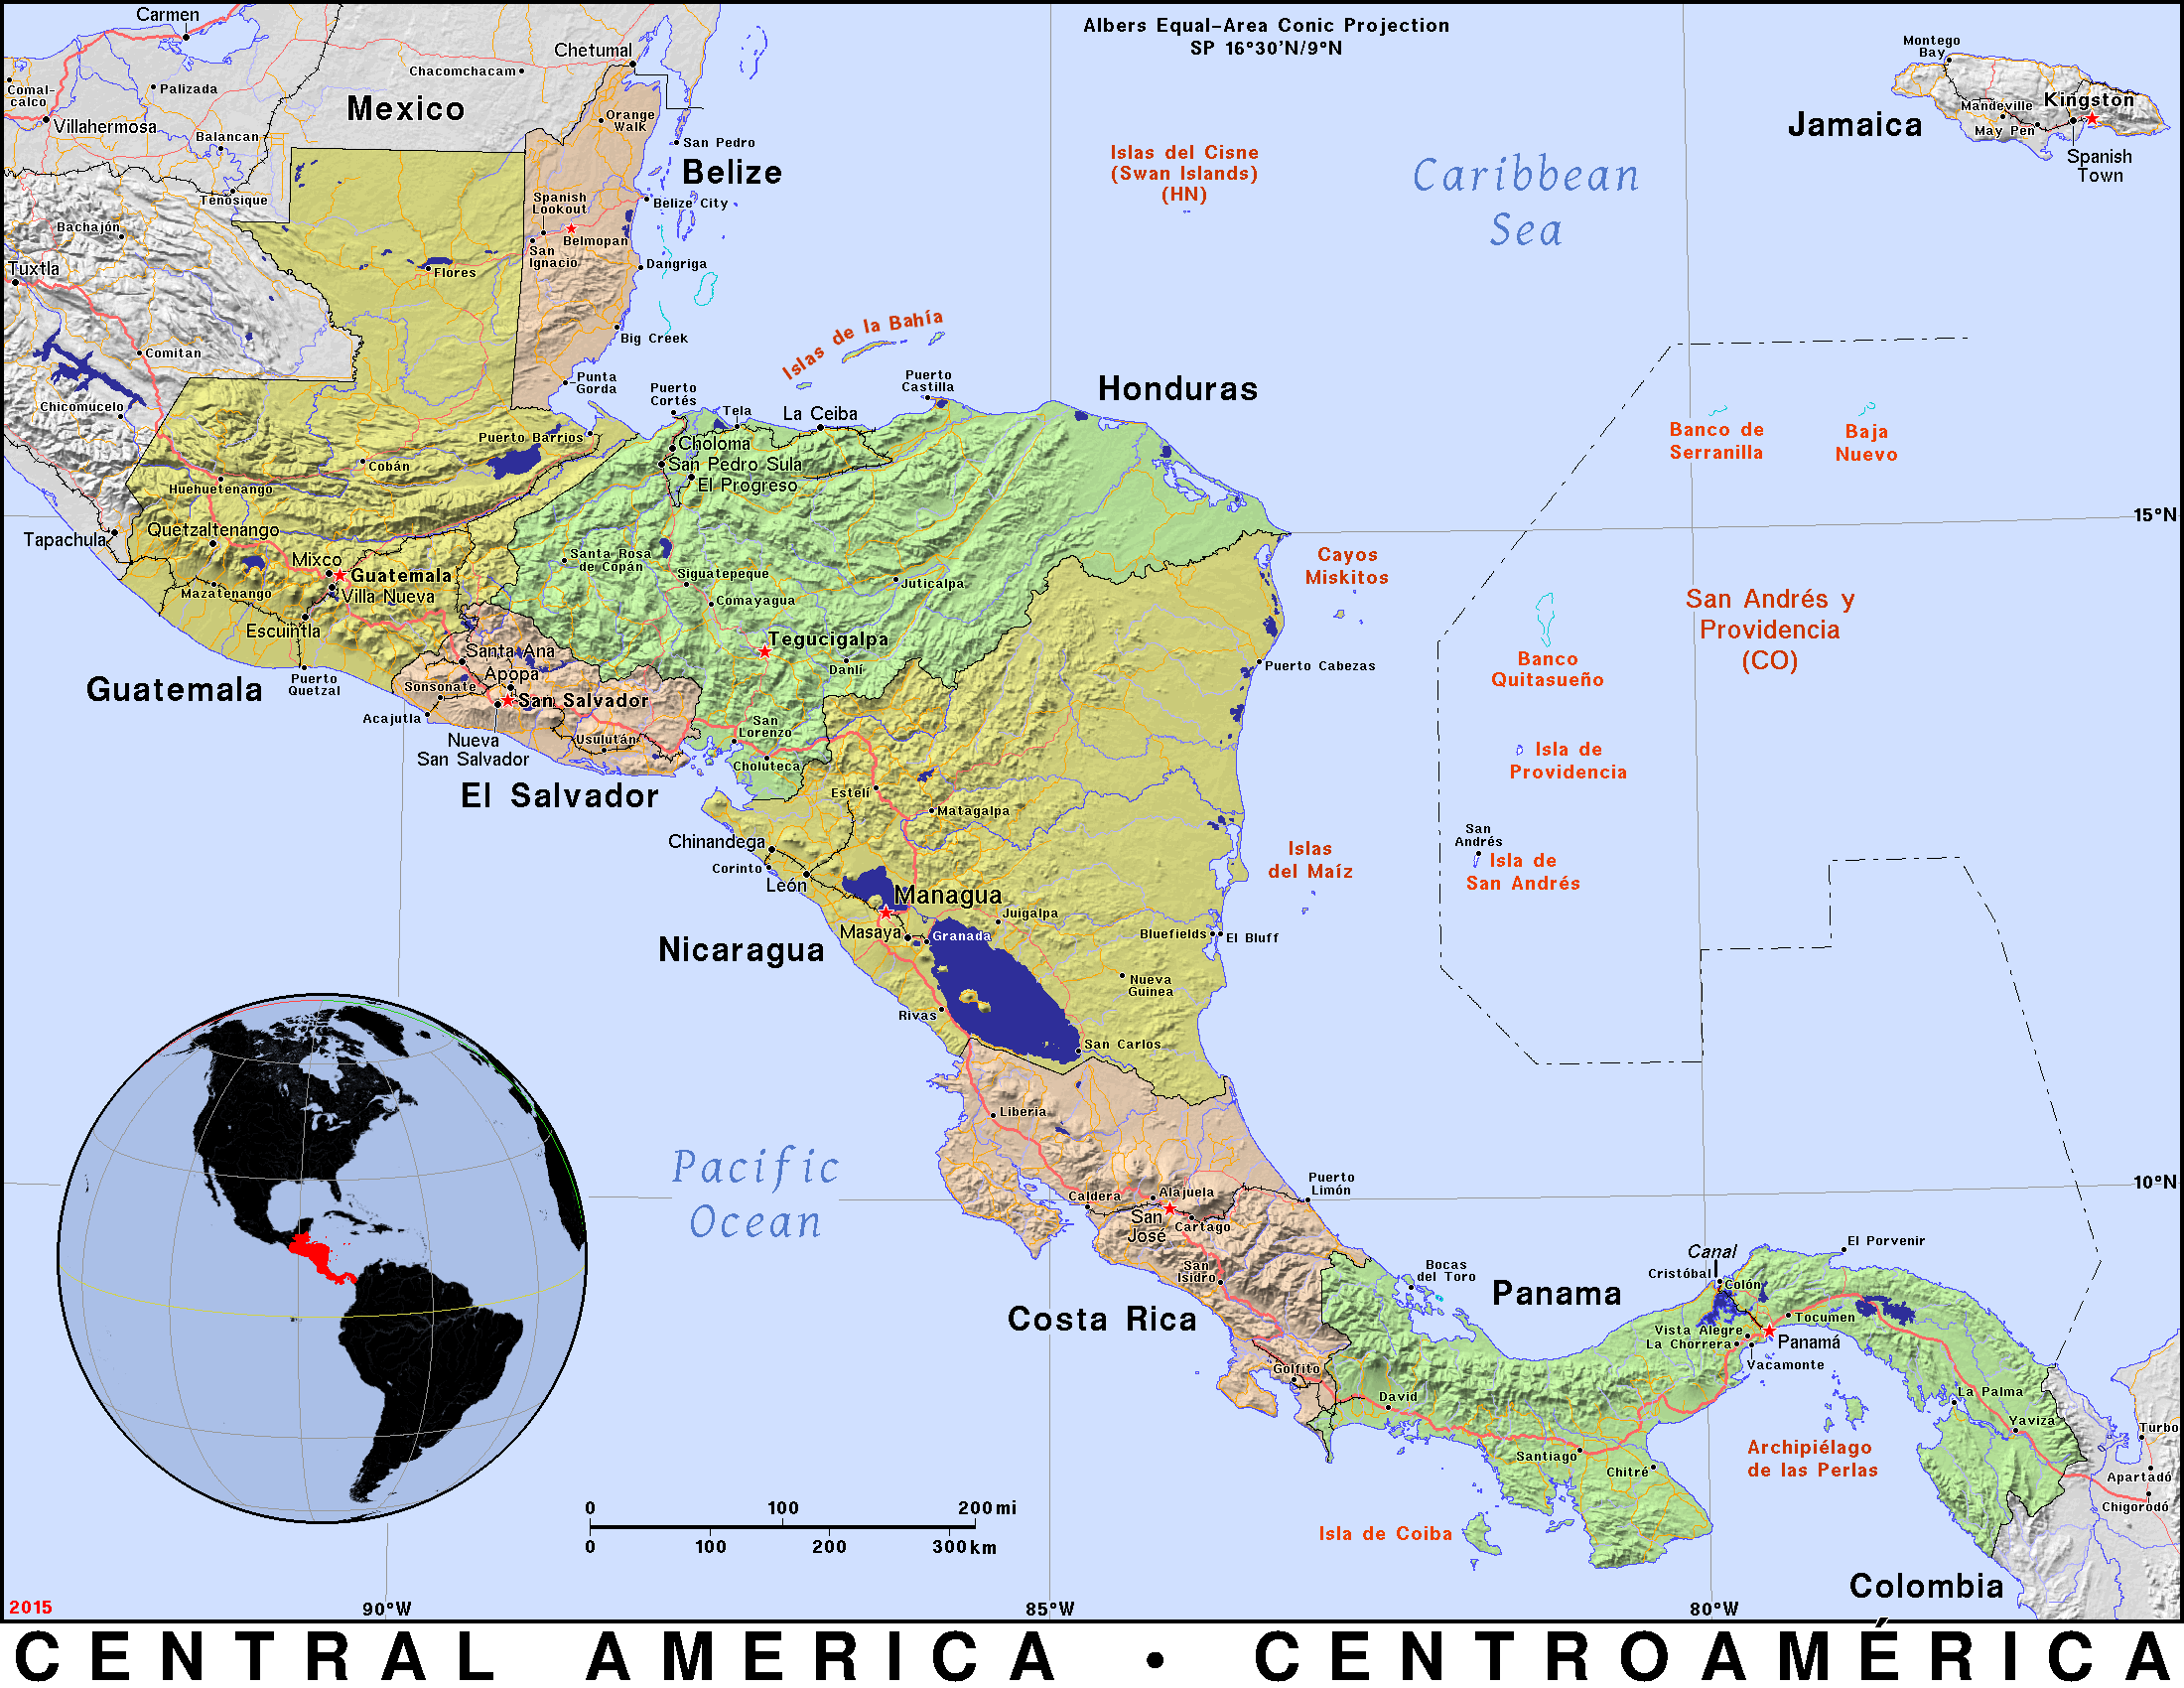 Carmen
Albers Equal-Area Conic Projection
SP 16°30'N/9°N
Chetumal
Chacomchacam
Montego
Bay
Comal-
calco
Palizada
Mexico
Villahermosa
Balancan
Orange
Walk
San Pedro
Belize
Jamaica
Mandeville
Kingston
May Pen
Spanish
Town
Islas del Cisne
(Swan Islands)
(HN)
Caribbean
Sea
Tenosique
Bachajón
Spanish
Lookout
Belize City
Belmopan
San
Ignacio
Tuxtla
Flores
Dangriga
Comitan
Big Creek
Islas de la Bahía
Chicomucelo
Punta
Gorda
Puerto
Cortés
Tela
La Ceiba
Puerto
Castilla
Honduras
Puerto Barrios
Choloma
San Pedro Sula
El Progreso
Cobán
Huehuetenango
Banco de
Serranilla
Baja
Nuevo
15°N
Tapachula
Quetzaltenango
Mixco
Guatemala
Villa Nueva
Mazatenango
Escuintla
Santa Rosa
de Copán
Siguatepeque
Comayagua
Juticalpa
Cayos
Miskitos
San Andrés y
Providencia
(CO)
Tegucigalpa
Danlí
Puerto Cabezas
Banco
Quitasueño
Guatemala
Puerto
Quetzal
Santa Ana
Apopa
Sonsonate
San Salvador
Acajutla
Nueva
San Salvador
Usulután
San
Lorenzo
Choluteca
El Salvador
Isla de
Providencia
Estelí
Matagalpa
Chinandega
Corinto
León
Islas
del Maíz
San
Andrés
Isla de
San Andrés
Managua
Masaya
Granada
Juigalpa
Bluefields
El Bluff
Nicaragua
Nueva
Guinea
Rivas
San Carlos
Liberia
Pacific
Ocean
Caldera
Alajuela
San
José
Cartago
Puerto
Limón
10°N
San
Isidro
Costa Rica
Golfito
Bocas
del Toro
Panama
Canal
Cristóbal
Colón
El Porvenir
Tocumen
Vista Alegre
La Chorrera
Panamá
Vacamonte
David
La Palma
Yaviza
Santiago
Chitré
Archipiélago
de las Perlas
Turbo
Apartadó
Chigorodó
Isla de Coiba
Colombia
0 100 200 mi
0 100 200 300 km
2015
90°W
85°W
80°W
CENTRAL AMERICA • CENTROAMÉRICA